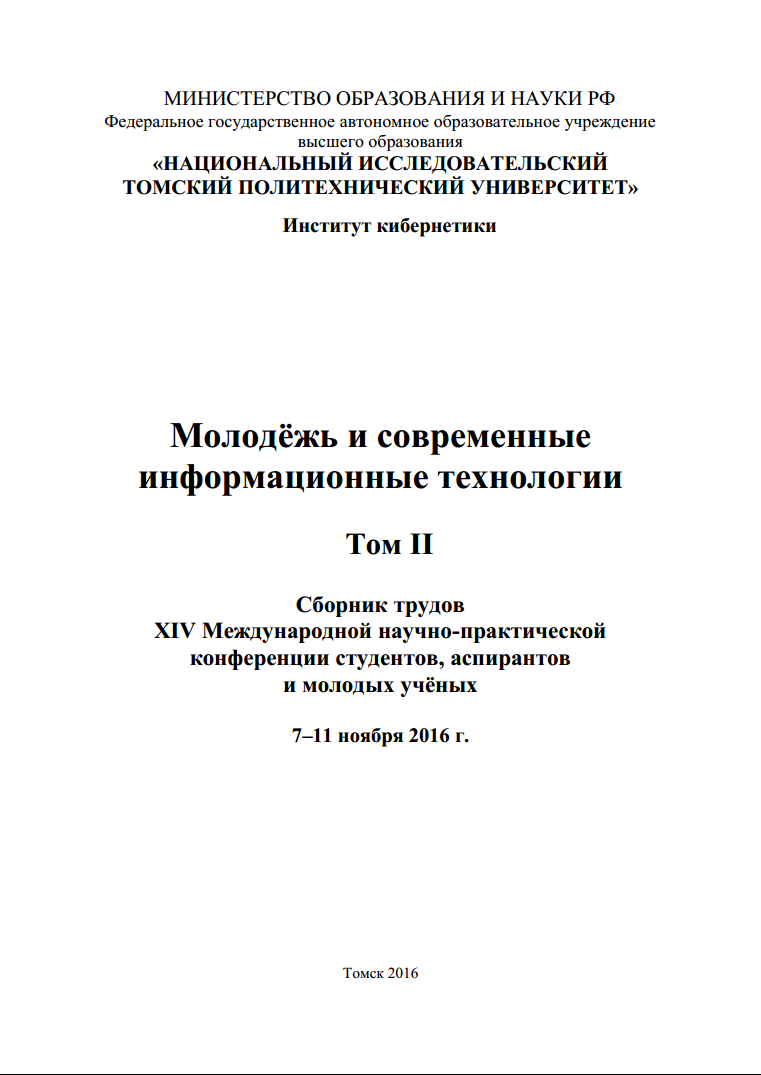 МИНИСТЕРСТВО ОБРАЗОВАНИЯ И НАУКИ РФ
Федеральное государственное автономное образовательное учреждение
высшего образования
«НАЦИОНАЛЬНЫЙ ИССЛЕДОВАТЕЛЬСКИЙ
ТОМСКИЙ ПОЛИТЕХНИЧЕСКИЙ УНИВЕРСИТЕТ»
Институт кибернетики
Молодёжь и современные
информационные технологии
Том II
Сборник трудов
XIV Международной научно-практической
конференции студентов, аспирантов
и молодых учёных
7–11 ноября 2016 г.
Томск 2016